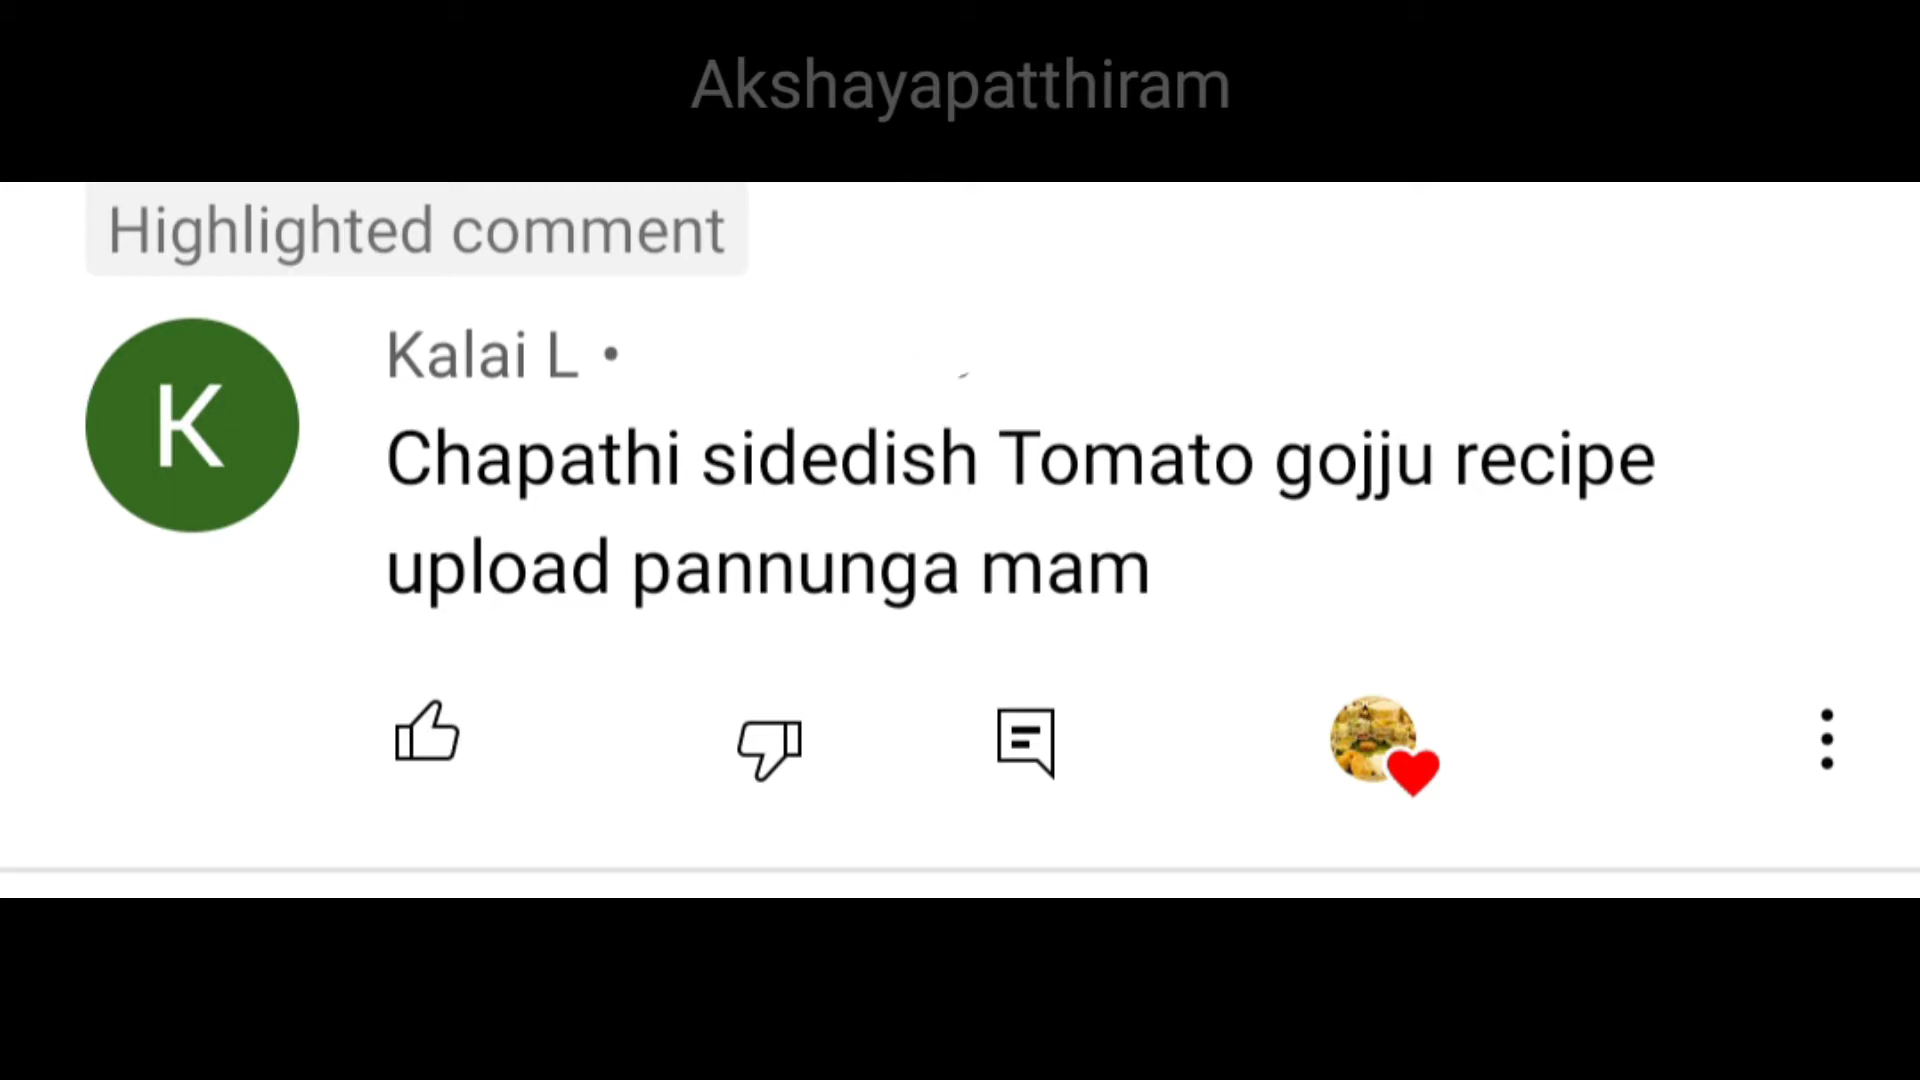 Akshayapatthiram
Highlighted comment
K
Kalai L •
Chapathi sidedish Tomato gojju recipe
upload pannunga mam